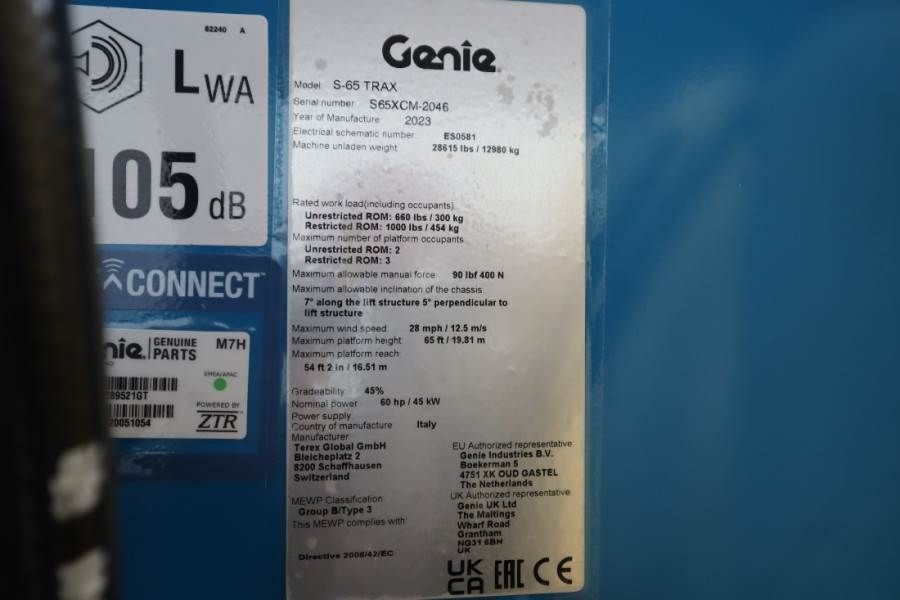 82240 A
LWA
105 dB
CONNECT™
nie. GENUINE PARTS M7H
EMEA/APAC
89521GT
POWERED BY
ZTR
20051054
Genie
Model S-65 TRAX
Serial number S65XCM-2046
Year of Manufacture 2023
Electrical schematic number: ES0581
Machine unladen weight 28615 lbs / 12980 kg
Rated work load(including occupants)
Unrestricted ROM: 660 lbs / 300 kg
Restricted ROM: 1000 lbs / 454 kg
Maximum number of platform occupants
Unrestricted ROM: 2
Restricted ROM: 3
Maximum allowable manual force 90 lbf 400 N
Maximum allowable inclination of the chassis:
7° along the lift structure 5° perpendicular to
lift structure
Maximum wind speed 28 mph / 12.5 m/s
Maximum platform height 65 ft / 19.81 m
Maximum platform reach:
54 ft 2 in / 16.51 m
Gradeability 45%
Nominal power 60 hp / 45 kW
Power supply
Country of manufacture Italy
Manufacturer:
Terex Global GmbH
Bleicheplatz 2
8200 Schaffhausen
Switzerland
EU Authorized representative:
Genie Industries B.V.
Boekerman 5
4751 XK OUD GASTEL
The Netherlands
MEWP Classification
Group B/Type 3
This MEWP complies with:
UK Authorized representative:
Genie UK Ltd
The Maltings
Wharf Road
Grantham
NG31 6BH
UK
Directive 2006/42/EC
UK CA EAC CE